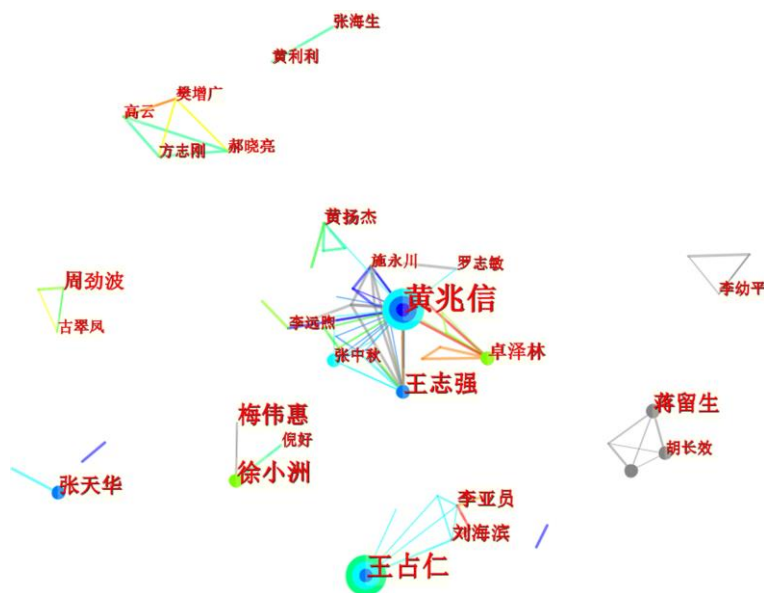 张海生
黄利利
樊增广
高云
方志刚
郝晓亮
黄扬杰
施永川
罗志敏
周劲波
黄兆信
李幼平
古翠凤
李远煦
张中秋
卓泽林
王志强
梅伟惠
蒋留生
倪好
胡长效
徐小洲
张天华
李亚员
刘海滨
王占仁